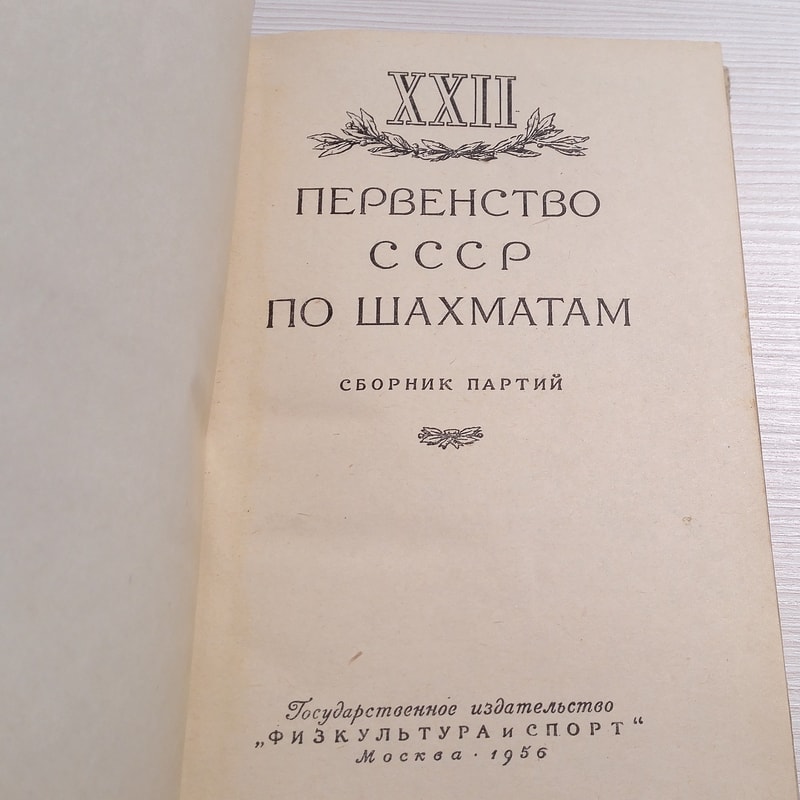 XXII
ПЕРВЕНСТВО
СССР
ПО ШАХМАТАМ
СБОРНИК ПАРТИЙ
Государственное издательство
„ФИЗКУЛЬТУРА и СПОРТ“
Москва · 1956